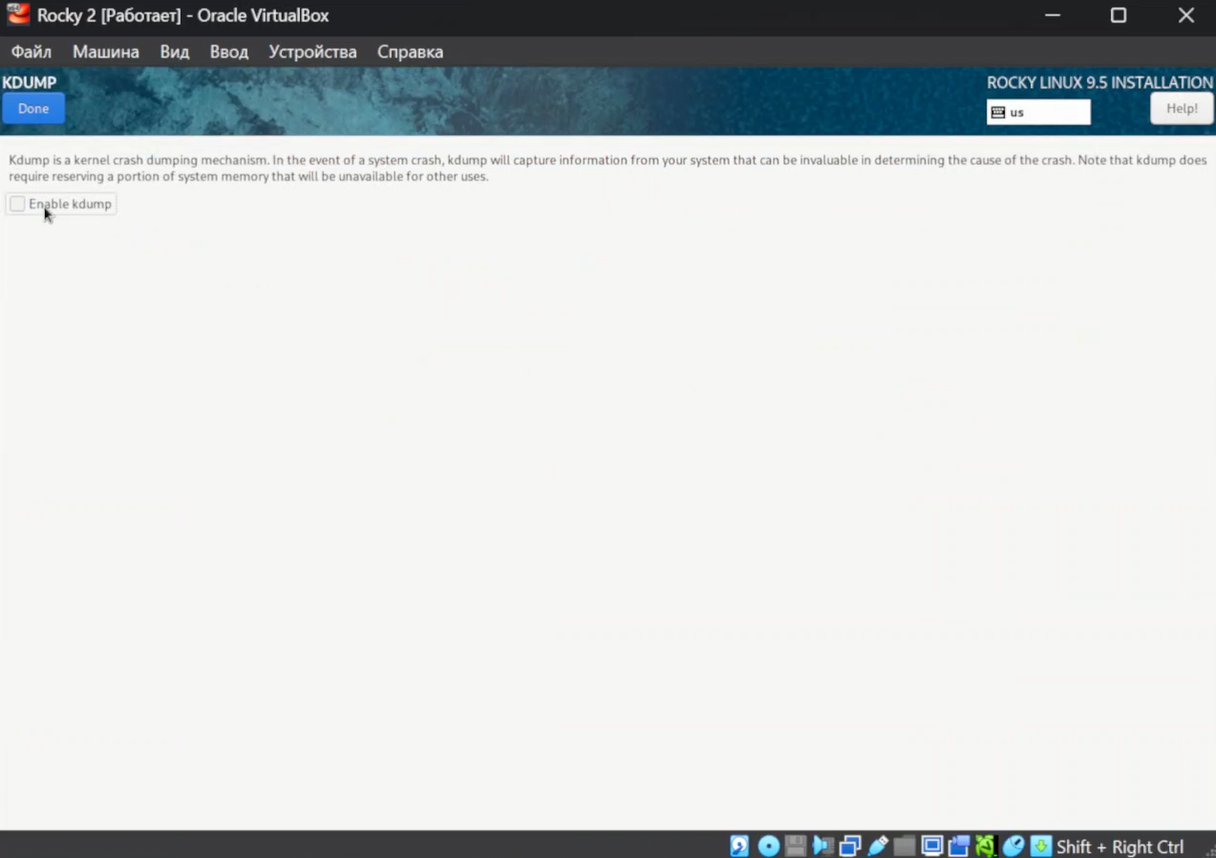 Rocky 2 [Работает] - Oracle VirtualBox
Файл Машина Вид Ввод Устройства Справка
KDUMP
ROCKY LINUX 9.5 INSTALLATION
Done
us
Help!
Kdump is a kernel crash dumping mechanism. In the event of a system crash, kdump will capture information from your system that can be invaluable in determining the cause of the crash. Note that kdump does
require reserving a portion of system memory that will be unavailable for other uses.
Enable kdump
Shift + Right Ctrl